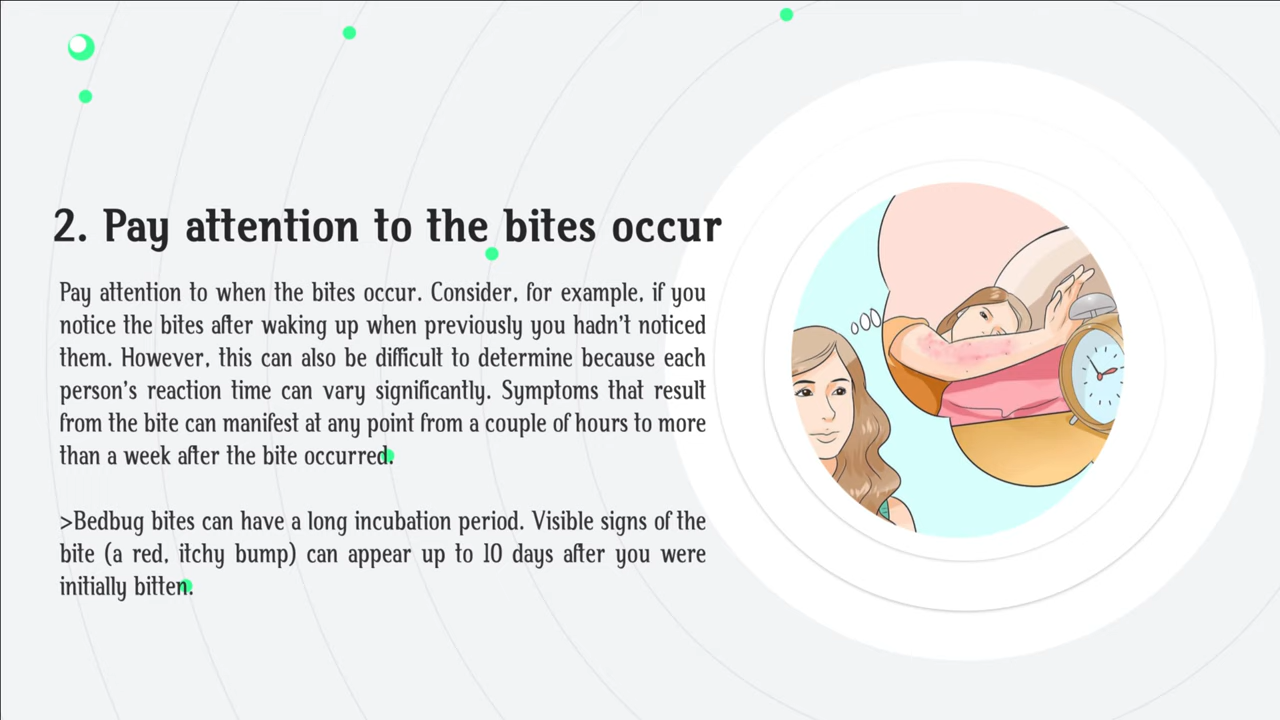 2. Pay attention to the bites occur
Pay attention to when the bites occur. Consider, for example, if you
notice the bites after waking up when previously you hadn't noticed
them. However, this can also be difficult to determine because each
person's reaction time can vary significantly. Symptoms that result
from the bite can manifest at any point from a couple of hours to more
than a week after the bite occurred.
>Bedbug bites can have a long incubation period. Visible signs of the
bite (a red, itchy bump) can appear up to 10 days after you were
initially bitten.